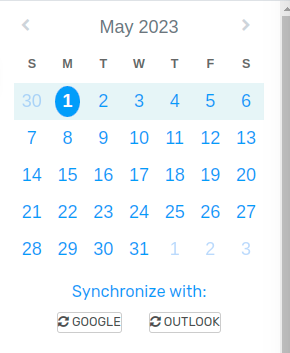 May 2023
S M T W T F S
30 1 2 3 4 5 6
7 8 9 10 11 12 13
14 15 16 17 18 19 20
21 22 23 24 25 26 27
28 29 30 31 1 2 3
Synchronize with:
GOOGLE OUTLOOK